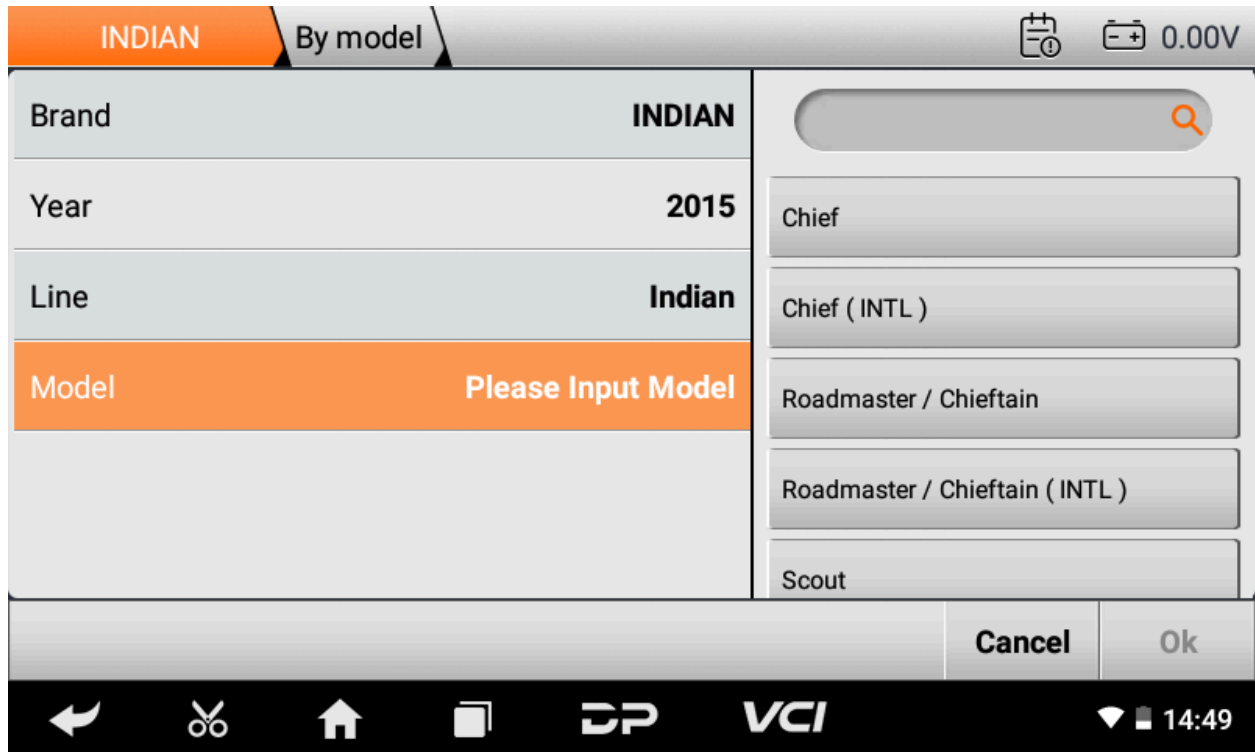 INDIAN
By model
0.00V
Brand INDIAN
Year 2015
Line Indian
Model Please Input Model
Chief
Chief ( INTL )
Roadmaster / Chieftain
Roadmaster / Chieftain ( INTL )
Scout
Cancel
Ok
DP
VCI
14:49